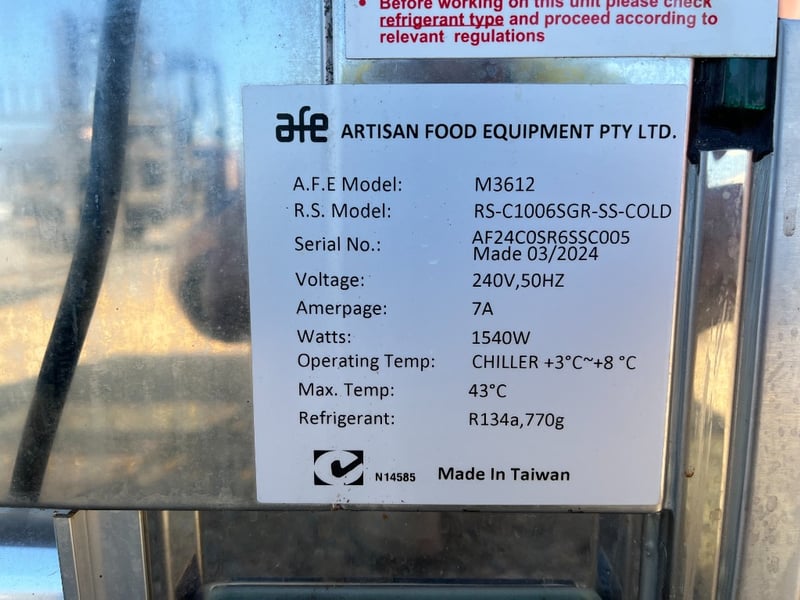 • Before working on this unit please check
refrigerant type and proceed according to
relevant regulations
afe ARTISAN FOOD EQUIPMENT PTY LTD.
A.F.E Model: M3612
R.S. Model: RS-C1006SGR-SS-COLD
Serial No.: AF24C0SR6SSC005
Made 03/2024
Voltage: 240V,50HZ
Amerpage: 7A
Watts: 1540W
Operating Temp: CHILLER +3°C~+8 °C
Max. Temp: 43°C
Refrigerant: R134a,770g
N14585 Made In Taiwan